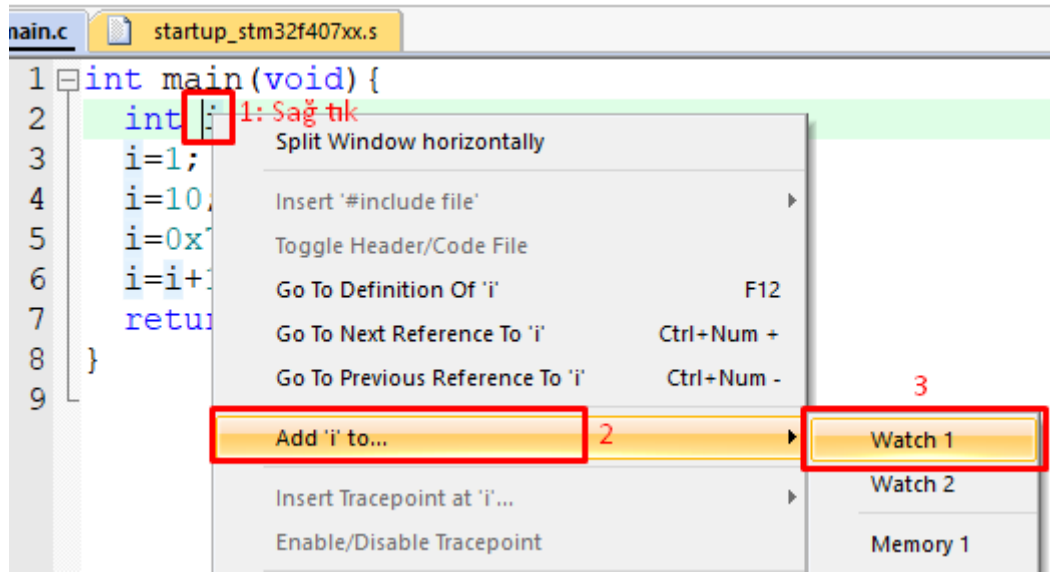 main.c startup_stm32f407xx.s
1 int main(void){
2 int i 1: Sağ tık
3 i=1;
4 i=10;
5 i=0x
6 i=i+1
7 retur
8 }
9
Split Window horizontally
Insert '#include file'
Toggle Header/Code File
Go To Definition Of 'i' F12
Go To Next Reference To 'i' Ctrl+Num +
Go To Previous Reference To 'i' Ctrl+Num -
Add 'i' to... 2
Insert Tracepoint at 'i'...
Enable/Disable Tracepoint
3
Watch 1
Watch 2
Memory 1